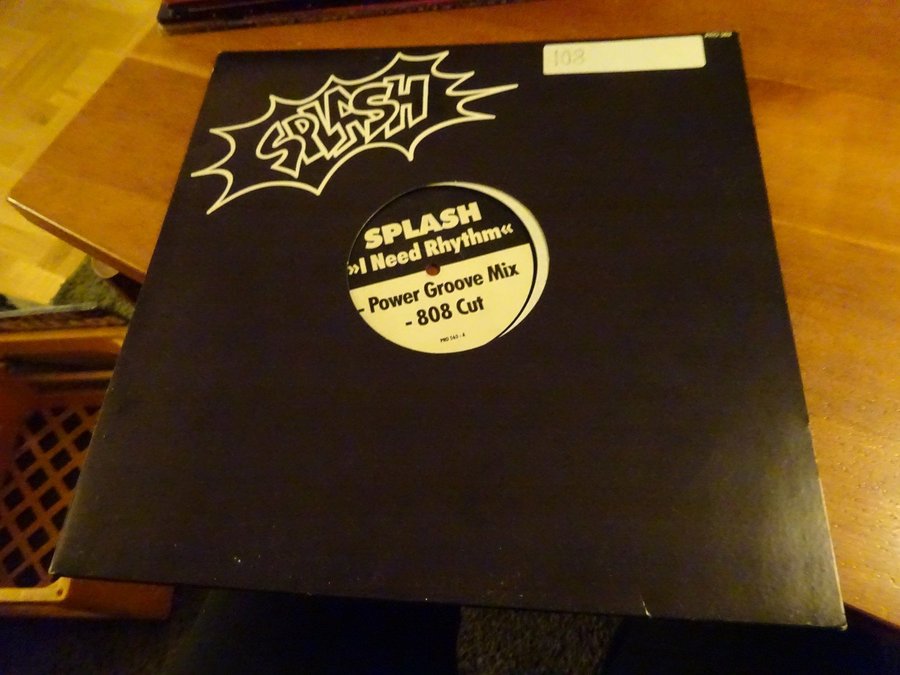 108
SPLASH
SPLASH
»I Need Rhythm«
- Power Groove Mix
- 808 Cut